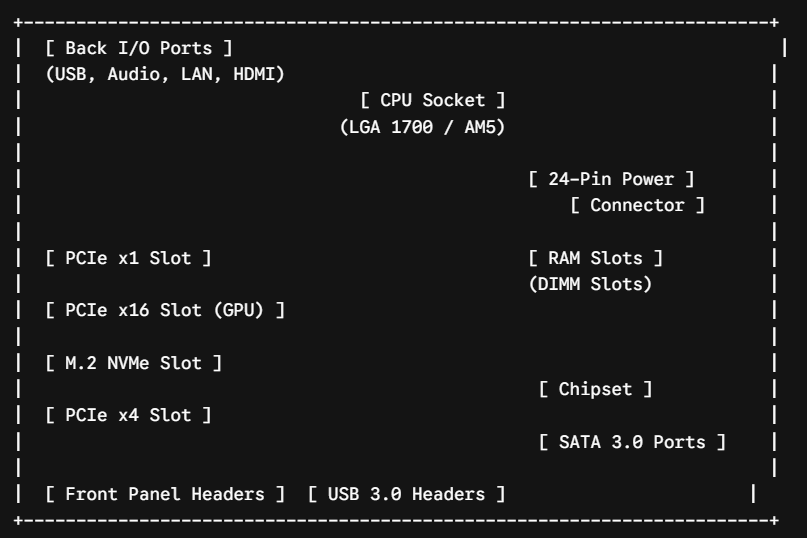 +-----------------------------------------------------------------------+
|  [ Back I/O Ports ]                                                    |
|  (USB, Audio, LAN, HDMI)                                              |
|                                [ CPU Socket ]                         |
|                              (LGA 1700 / AM5)                         |
|                                                                       |
|                                                [ 24-Pin Power ]       |
|                                                    [ Connector ]      |
|                                                                       |
|  [ PCIe x1 Slot ]                              [ RAM Slots ]          |
|                                                (DIMM Slots)           |
|  [ PCIe x16 Slot (GPU) ]                                              |
|                                                                       |
|  [ M.2 NVMe Slot ]                                                    |
|                                                 [ Chipset ]           |
|  [ PCIe x4 Slot ]                                                     |
|                                                 [ SATA 3.0 Ports ]    |
|                                                                       |
|  [ Front Panel Headers ]  [ USB 3.0 Headers ]                       |
+-----------------------------------------------------------------------+